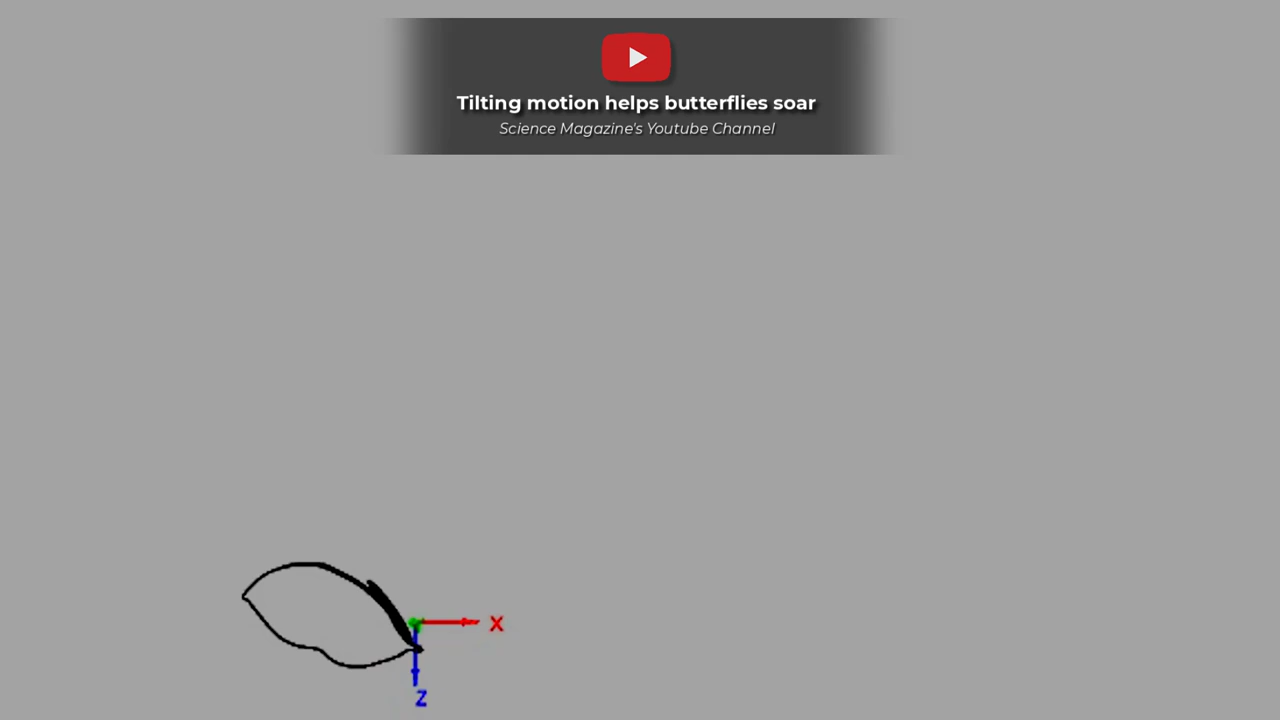 Tilting motion helps butterflies soar
Science Magazine's Youtube Channel
X
Z